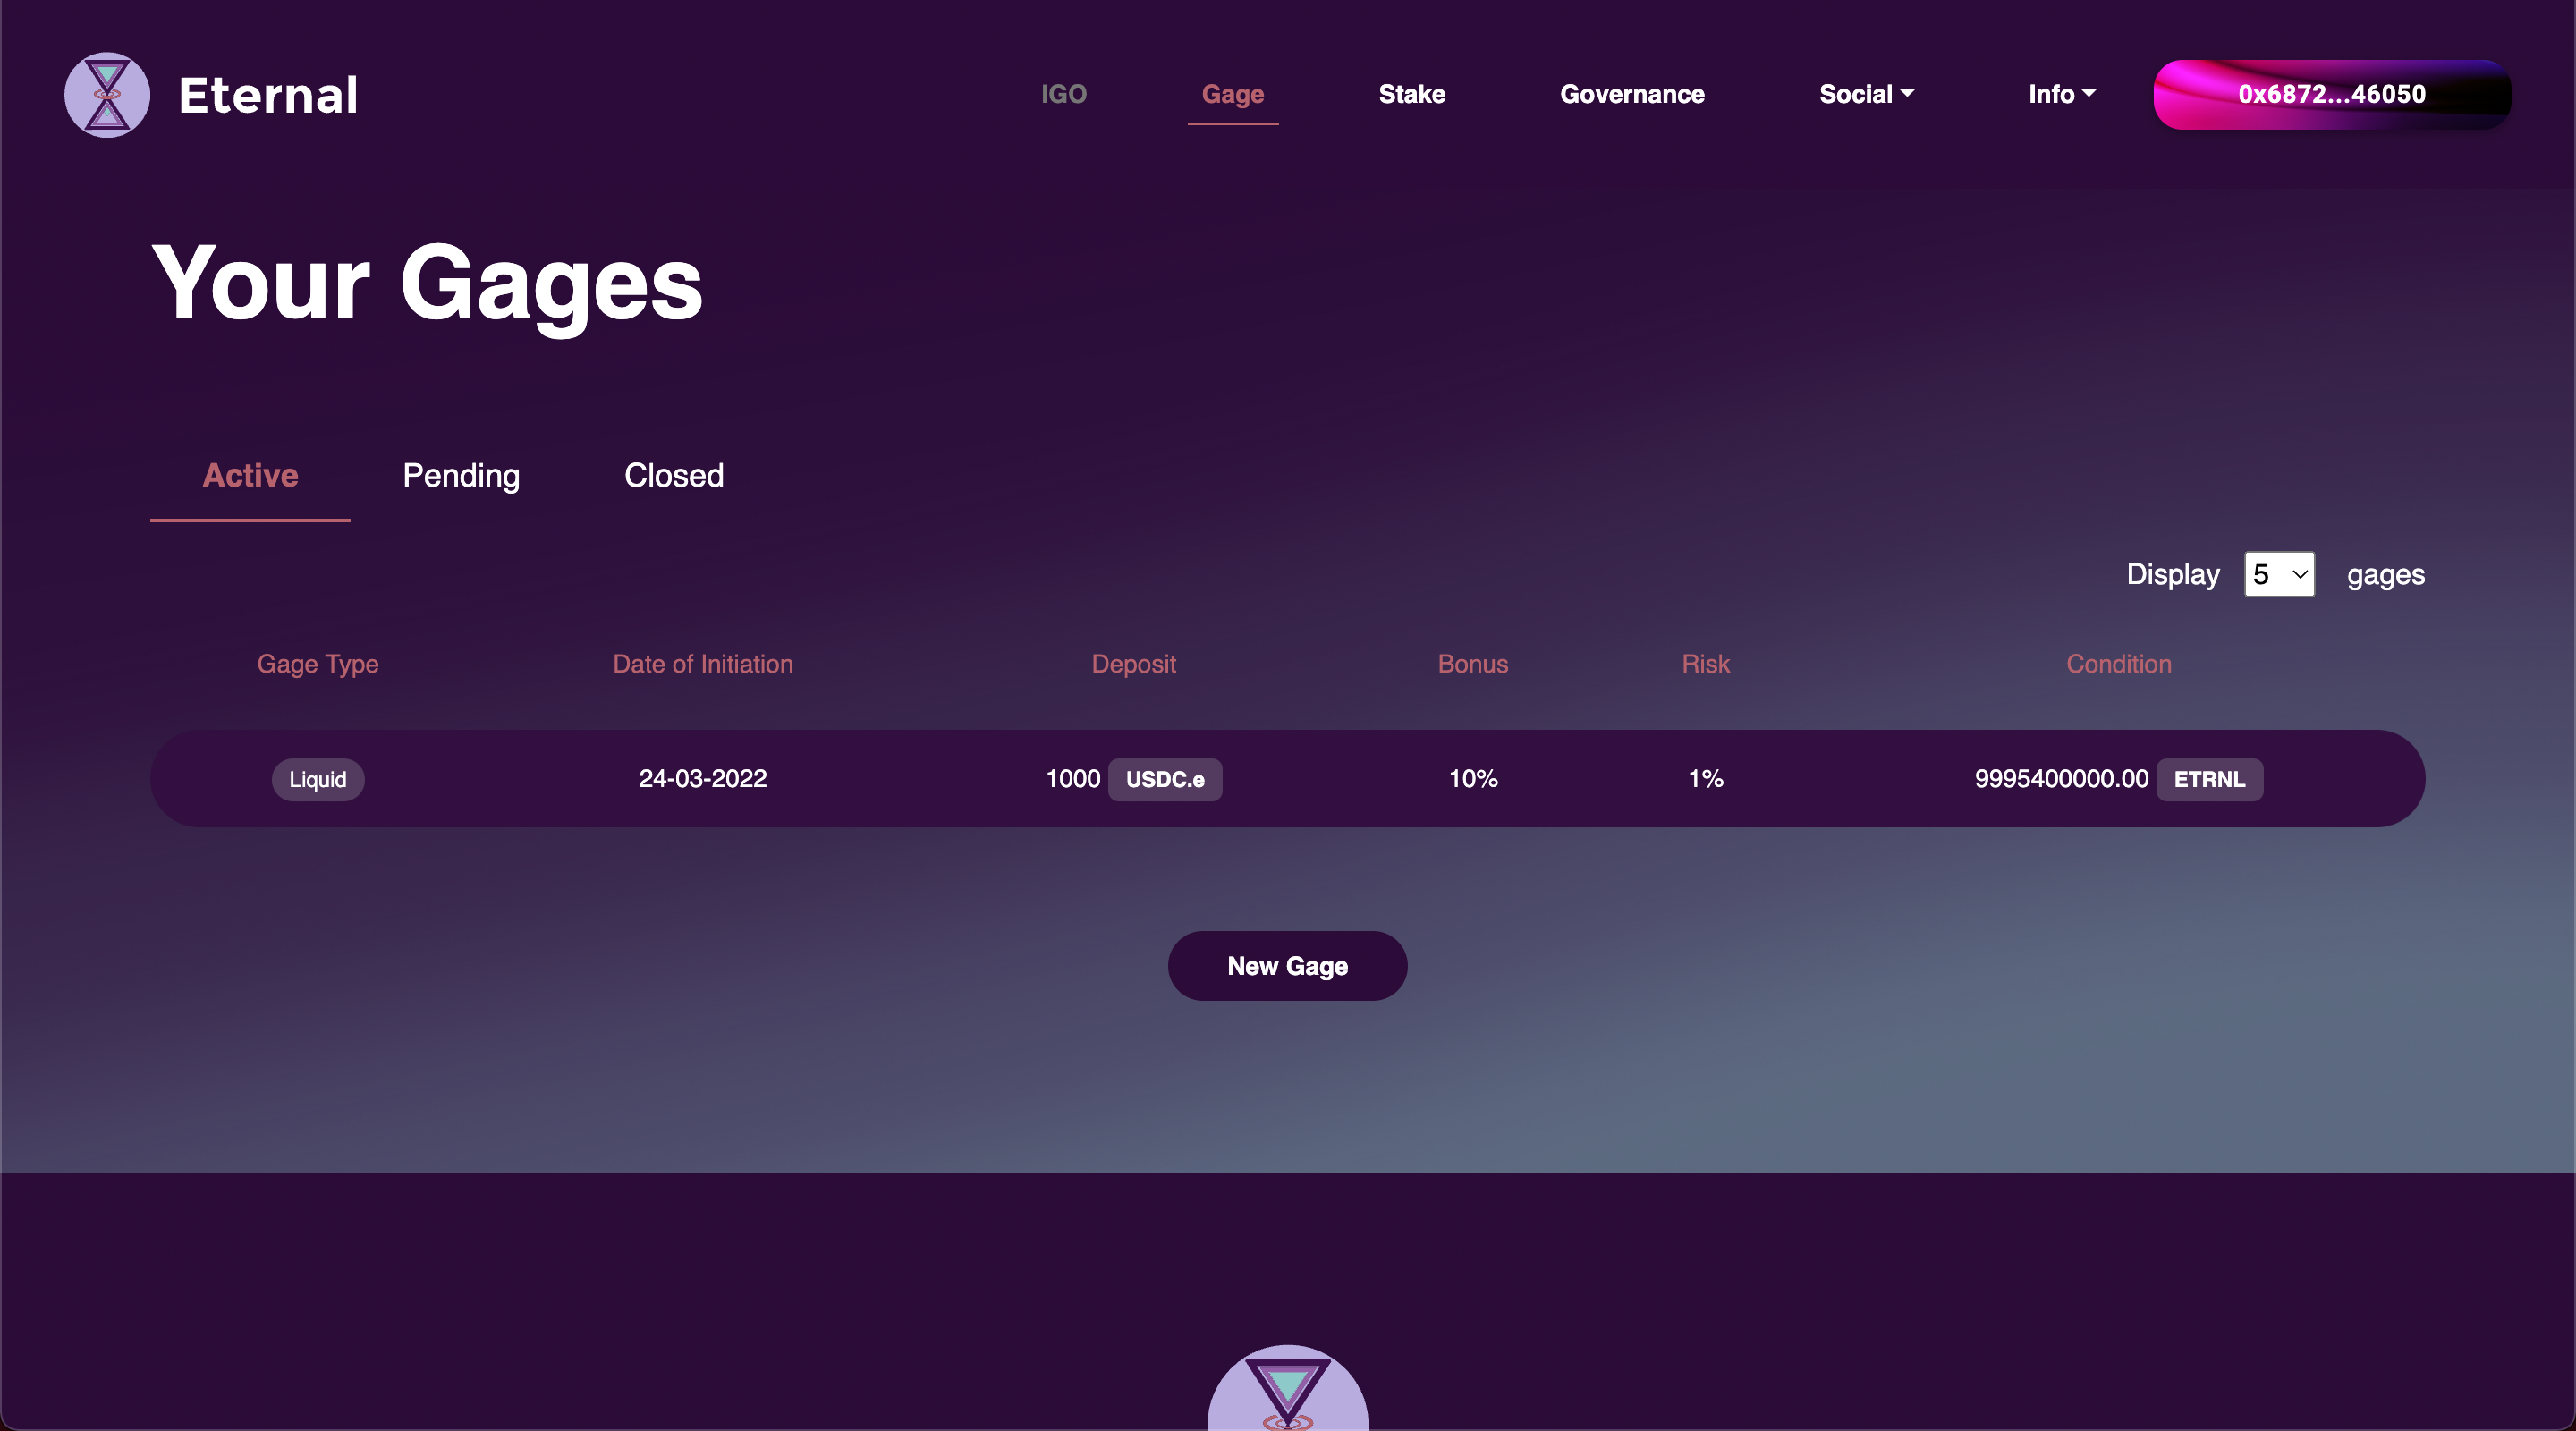 Eternal
IGO Gage Stake Governance Social Info 0x6872...46050
Your Gages
Active Pending Closed
Display 5 gages
Gage Type Date of Initiation Deposit Bonus Risk Condition
Liquid 24-03-2022 1000 USDC.e 10% 1% 9995400000.00 ETRNL
New Gage